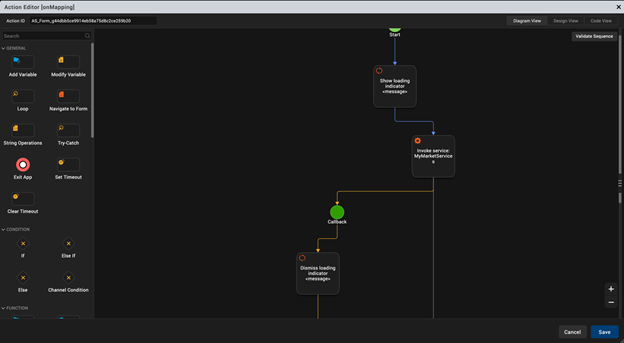 Action Editor [onMapping]
Action ID
AS_Form_g44dbb5ce9914eb58a75d8c2ce259b20
Diagram View
Design View
Code View
Search
Validate Sequence
GENERAL
Add Variable
Modify Variable
Loop
Navigate to Form
String Operations
Try-Catch
Exit App
Set Timeout
Clear Timeout
CONDITION
If
Else If
Else
Channel Condition
FUNCTION
Start
Show loading
indicator
<message>
Invoke service:
MyMarketService
s
Callback
Dismiss loading
indicator
<message>
Cancel
Save